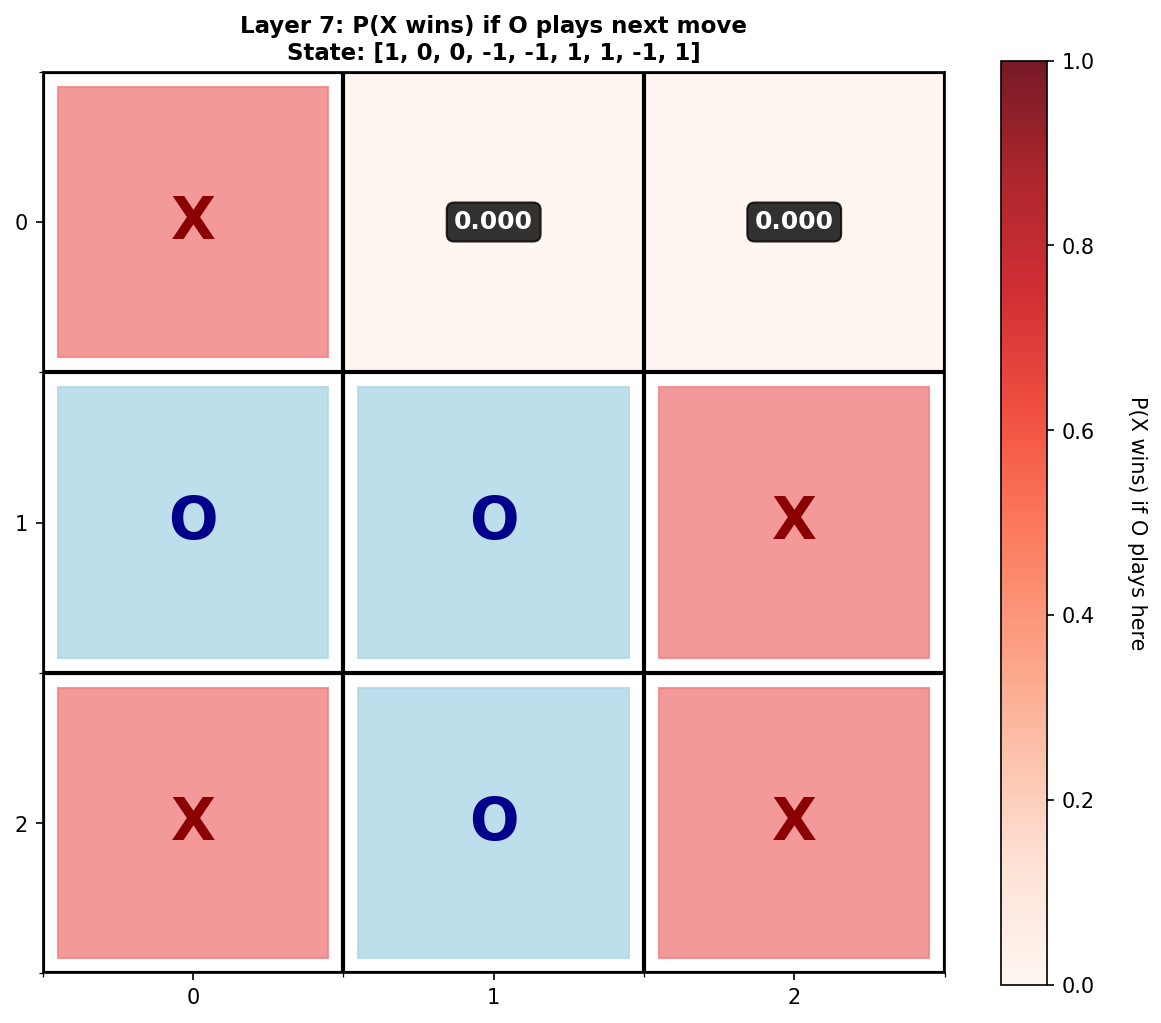 Layer 7: P(X wins) if O plays next move
State: [1, 0, 0, -1, -1, 1, 1, -1, 1]
X
0.000
0.000
O
O
X
X
O
X
0
1
2
0
1
2
1.0
0.8
0.6
0.4
0.2
0.0
P(X wins) if O plays here